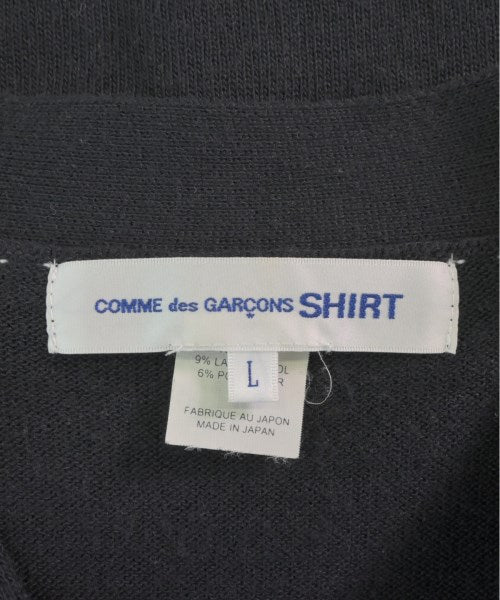 COMME des GARÇONS SHIRT
L
9%
6%
FABRIQUE AU JAPON
MADE IN JAPAN